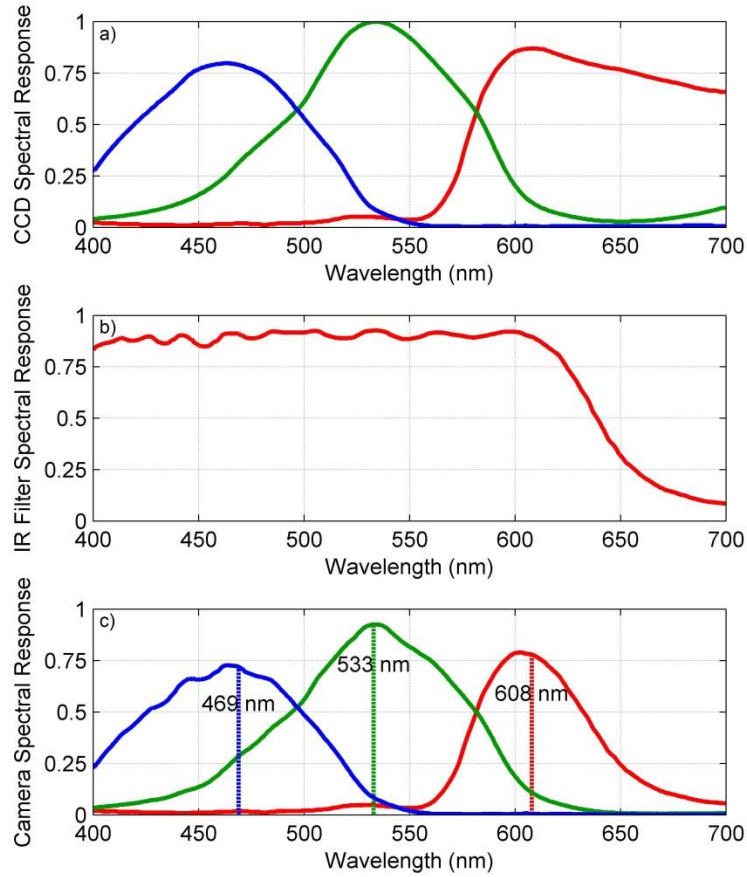 a)
CCD Spectral Response
1
0.75
0.5
0.25
0
400 450 500 550 600 650 700
Wavelength (nm)
b)
IR Filter Spectral Response
1
0.75
0.5
0.25
0
400 450 500 550 600 650 700
Wavelength (nm)
c)
Camera Spectral Response
1
0.75
0.5
0.25
0
469 nm
533 nm
608 nm
400 450 500 550 600 650 700
Wavelength (nm)